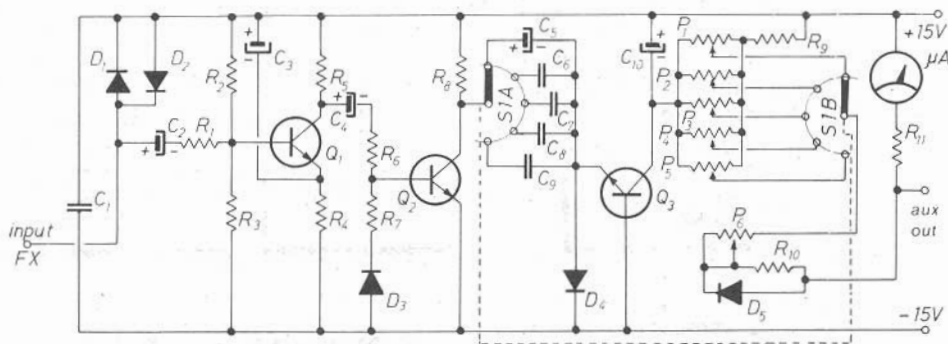 +15V
D1
D2
C3
R5
R8
C5
C6
C10
P1
R9
µA
R2
C4
S1A
C7
P2
S1B
C2
R1
Q1
R6
C8
P3
P4
R11
C1
R3
R4
R7
Q2
C9
Q3
P5
input
FX
D3
D4
P6
R10
D5
aux
out
−15V
+
−
+
−
+
−
+
−
+
−